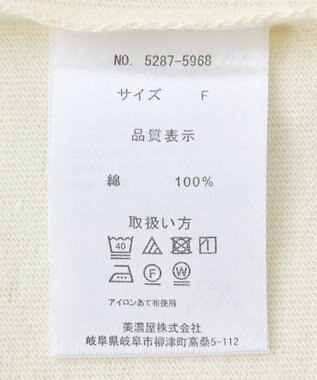 NO. 5287-5968
サイズ F
品質表示
綿 100%
取扱い方
40
F W
アイロンあて布使用
美濃屋株式会社
岐阜県岐阜市柳津町高桑5-112